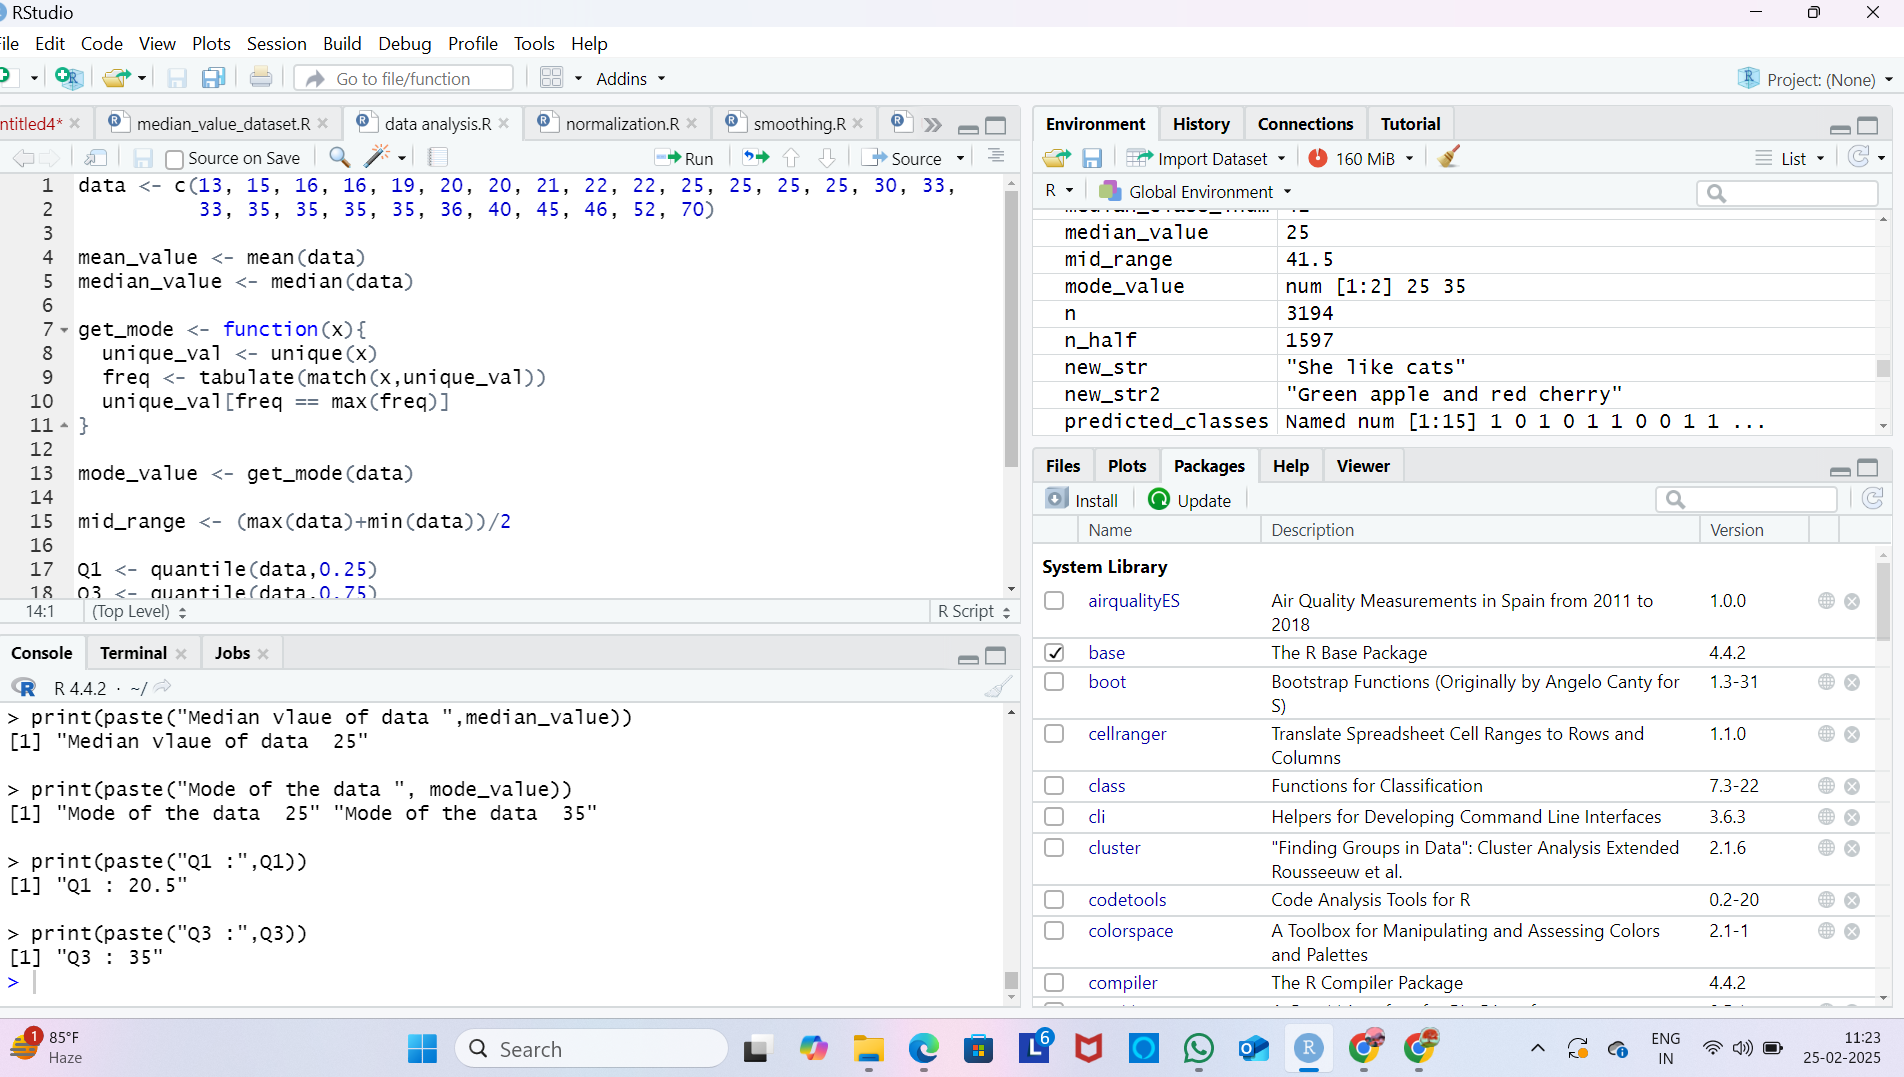 RStudio
ile Edit Code View Plots Session Build Debug Profile Tools Help
Go to file/function Addins Project: (None)
ntitled4* median_value_dataset.R data analysis.R normalization.R smoothing.R
Source on Save Run Source
1 data <- c(13, 15, 16, 16, 19, 20, 20, 21, 22, 22, 25, 25, 25, 25, 30, 33,
2 33, 35, 35, 35, 35, 36, 40, 45, 46, 52, 70)
3
4 mean_value <- mean(data)
5 median_value <- median(data)
6
7 get_mode <- function(x){
8 unique_val <- unique(x)
9 freq <- tabulate(match(x,unique_val))
10 unique_val[freq == max(freq)]
11 }
12
13 mode_value <- get_mode(data)
14
15 mid_range <- (max(data)+min(data))/2
16
17 Q1 <- quantile(data,0.25)
18 Q3 <- quantile(data,0.75)
14:1 (Top Level) R Script
Console Terminal Jobs
R 4.4.2 · ~/
> print(paste("Median vlaue of data ",median_value))
[1] "Median vlaue of data  25"
> print(paste("Mode of the data ", mode_value))
[1] "Mode of the data  25" "Mode of the data  35"
> print(paste("Q1 :",Q1))
[1] "Q1 : 20.5"
> print(paste("Q3 :",Q3))
[1] "Q3 : 35"
>
Environment History Connections Tutorial
Import Dataset 160 MiB List
R Global Environment
median_value 25
mid_range 41.5
mode_value num [1:2] 25 35
n 3194
n_half 1597
new_str "She like cats"
new_str2 "Green apple and red cherry"
predicted_classes Named num [1:15] 1 0 1 0 1 1 0 0 1 1 ...
Files Plots Packages Help Viewer
Install Update
Name Description Version
System Library
airqualityES Air Quality Measurements in Spain from 2011 to 1.0.0
2018
base The R Base Package 4.4.2
boot Bootstrap Functions (Originally by Angelo Canty for 1.3-31
S)
cellranger Translate Spreadsheet Cell Ranges to Rows and 1.1.0
Columns
class Functions for Classification 7.3-22
cli Helpers for Developing Command Line Interfaces 3.6.3
cluster "Finding Groups in Data": Cluster Analysis Extended 2.1.6
Rousseeuw et al.
codetools Code Analysis Tools for R 0.2-20
colorspace A Toolbox for Manipulating and Assessing Colors 2.1-1
and Palettes
compiler The R Compiler Package 4.4.2
1 85°F
Haze
Search
L 6
R
ENG
IN
11:23
25-02-2025